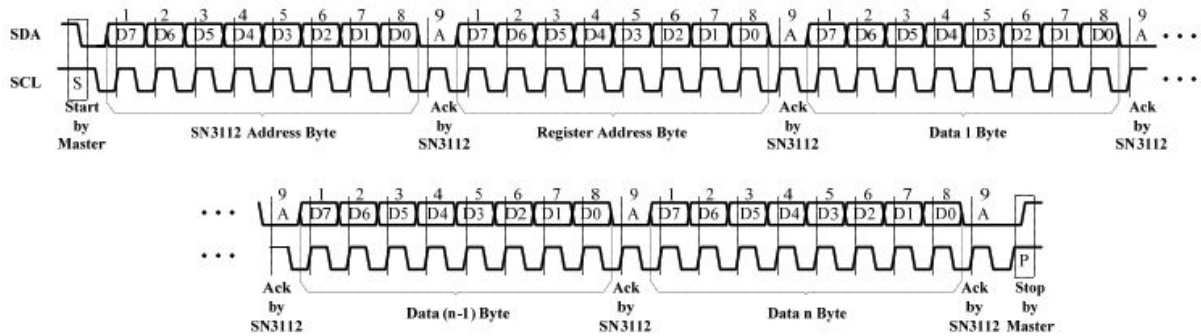 1 2 3 4 5 6 7 8 9 1 2 3 4 5 6 7 8 9 1 2 3 4 5 6 7 8 9
SDA D7 D6 D5 D4 D3 D2 D1 D0 A D7 D6 D5 D4 D3 D2 D1 D0 A D7 D6 D5 D4 D3 D2 D1 D0 A • • •
SCL S • • •
Start by Master
SN3112 Address Byte
Ack by SN3112
Register Address Byte
Ack by SN3112
Data 1 Byte
Ack by SN3112
9 1 2 3 4 5 6 7 8 9 1 2 3 4 5 6 7 8 9
• • • A D7 D6 D5 D4 D3 D2 D1 D0 A D7 D6 D5 D4 D3 D2 D1 D0 A
• • • P
Ack by SN3112
Data (n-1) Byte
Ack by SN3112
Data n Byte
Ack by SN3112
Stop by Master